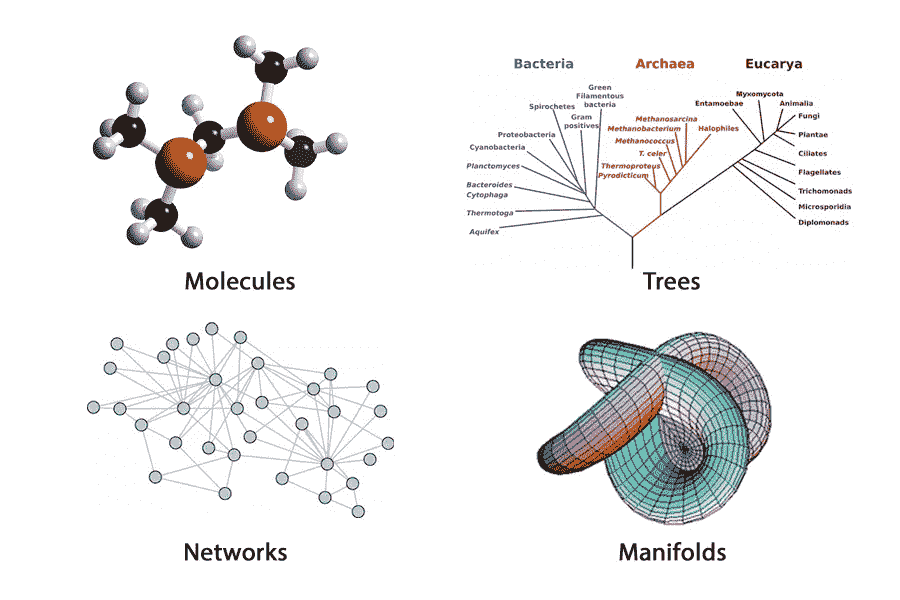 Bacteria
Archaea
Eucarya
Green
Filamentous
bacteria
Spirochetes
Gram
positives
Proteobacteria
Cyanobacteria
Planctomyces
Bacteroides
Cytophaga
Thermotoga
Aquifex
Methanosarcina
Methanobacterium
Halophiles
Methanococcus
T. celer
Thermoproteus
Pyrodicticum
Myxomycota
Entamoebae
Animalia
Fungi
Plantae
Ciliates
Flagellates
Trichomonads
Microsporidia
Diplomonads
Molecules
Trees
Networks
Manifolds